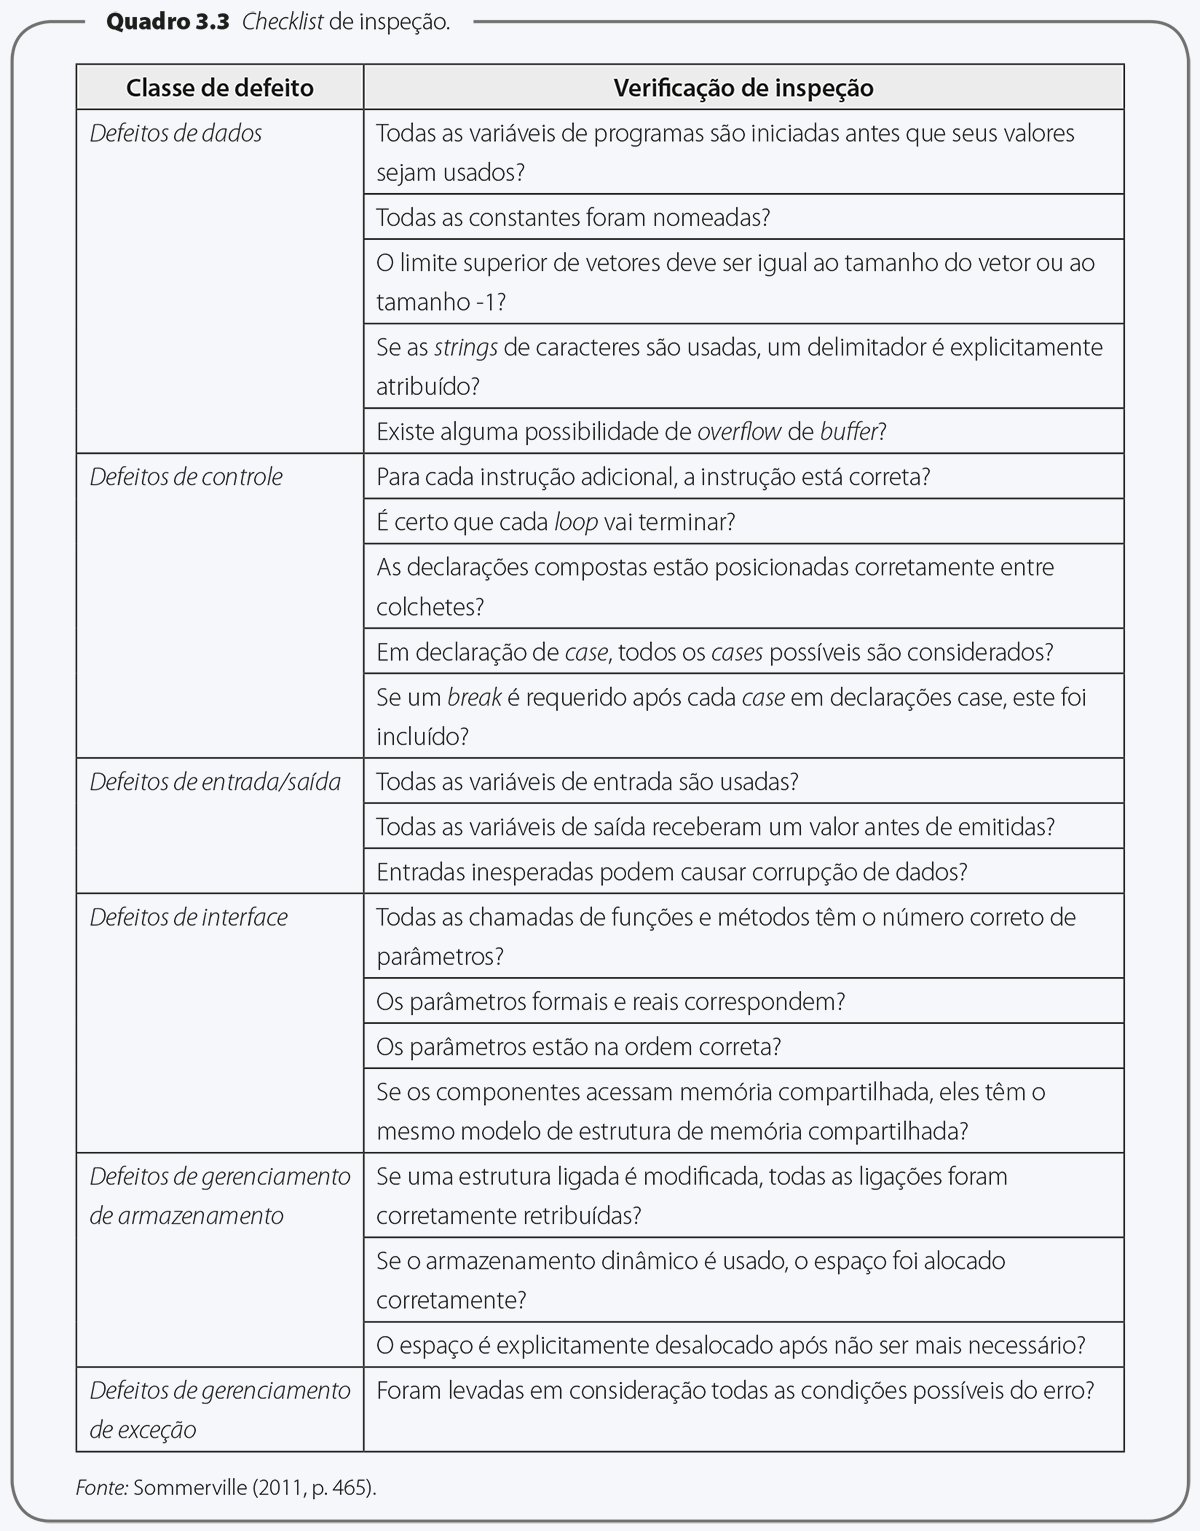 Quadro 3.3 Checklist de inspeção.
Classe de defeito
Verificação de inspeção
Defeitos de dados
Todas as variáveis de programas são iniciadas antes que seus valores
sejam usados?
Todas as constantes foram nomeadas?
O limite superior de vetores deve ser igual ao tamanho do vetor ou ao
tamanho -1?
Se as strings de caracteres são usadas, um delimitador é explicitamente
atribuído?
Existe alguma possibilidade de overflow de buffer?
Defeitos de controle
Para cada instrução adicional, a instrução está correta?
É certo que cada loop vai terminar?
As declarações compostas estão posicionadas corretamente entre
colchetes?
Em declaração de case, todos os cases possíveis são considerados?
Se um break é requerido após cada case em declarações case, este foi
incluído?
Defeitos de entrada/saída
Todas as variáveis de entrada são usadas?
Todas as variáveis de saída receberam um valor antes de emitidas?
Entradas inesperadas podem causar corrupção de dados?
Defeitos de interface
Todas as chamadas de funções e métodos têm o número correto de
parâmetros?
Os parâmetros formais e reais correspondem?
Os parâmetros estão na ordem correta?
Se os componentes acessam memória compartilhada, eles têm o
mesmo modelo de estrutura de memória compartilhada?
Defeitos de gerenciamento
de armazenamento
Se uma estrutura ligada é modificada, todas as ligações foram
corretamente retribuídas?
Se o armazenamento dinâmico é usado, o espaço foi alocado
corretamente?
O espaço é explicitamente desalocado após não ser mais necessário?
Defeitos de gerenciamento
de exceção
Foram levadas em consideração todas as condições possíveis do erro?
Fonte: Sommerville (2011, p. 465).